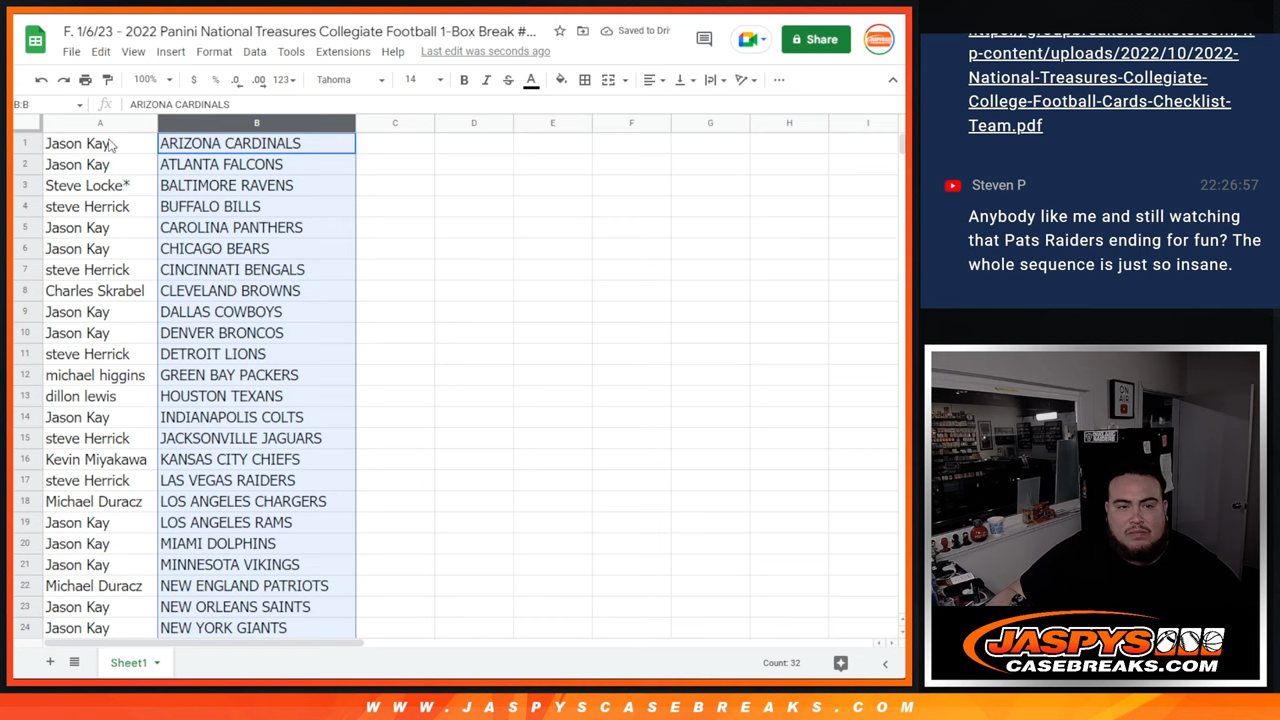 F. 1/6/23 - 2022 Panini National Treasures Collegiate Football 1-Box Break #...
Saved to Dri
Share
File Edit View Insert Format Data Tools Extensions Help Last edit was seconds ago
100% $ % .0 .00 123 Tahoma 14 B I S A
B:B fx ARIZONA CARDINALS
A B C D E F G H I
1 Jason Kay ARIZONA CARDINALS
2 Jason Kay ATLANTA FALCONS
3 Steve Locke* BALTIMORE RAVENS
4 steve Herrick BUFFALO BILLS
5 Jason Kay CAROLINA PANTHERS
6 Jason Kay CHICAGO BEARS
7 steve Herrick CINCINNATI BENGALS
8 Charles Skrabel CLEVELAND BROWNS
9 Jason Kay DALLAS COWBOYS
10 Jason Kay DENVER BRONCOS
11 steve Herrick DETROIT LIONS
12 michael higgins GREEN BAY PACKERS
13 dillon lewis HOUSTON TEXANS
14 Jason Kay INDIANAPOLIS COLTS
15 steve Herrick JACKSONVILLE JAGUARS
16 Kevin Miyakawa KANSAS CITY CHIEFS
17 steve Herrick LAS VEGAS RAIDERS
18 Michael Duracz LOS ANGELES CHARGERS
19 Jason Kay LOS ANGELES RAMS
20 Jason Kay MIAMI DOLPHINS
21 Jason Kay MINNESOTA VIKINGS
22 Michael Duracz NEW ENGLAND PATRIOTS
23 Jason Kay NEW ORLEANS SAINTS
24 Jason Kay NEW YORK GIANTS
Sheet1
Count: 32
p-content/uploads/2022/10/2022-
National-Treasures-Collegiate-
College-Football-Cards-Checklist-
Team.pdf
Steven P 22:26:57
Anybody like me and still watching
that Pats Raiders ending for fun? The
whole sequence is just so insane.
ON
AIR
JASPYS
CASEBREAKS.COM
WWW.JASPYSCASEBREAKS.COM